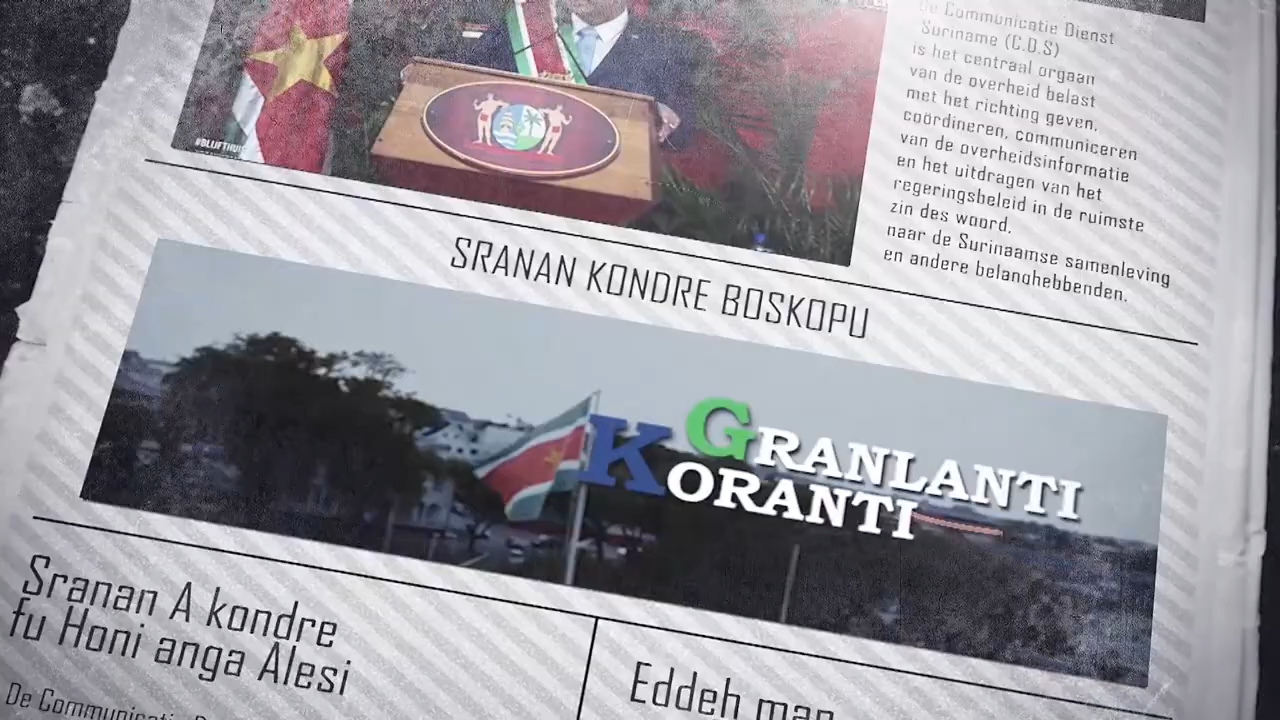 De Communicatie Dienst
Suriname (C.D.S)
is het centraal orgaan
van de overheid belast
met het richting geven,
coördineren, communiceren
van de overheidsinformatie
en het uitdragen van het
regeringsbeleid in de ruimste
zin des woord.
naar de Surinaamse samenleving
en andere belanghebbenden.
SRANAN KONDRE BOSKOPU
GRANLANTI
KORANTI
Sranan A kondre
fu Honi anga Alesi
De
Eddeh man